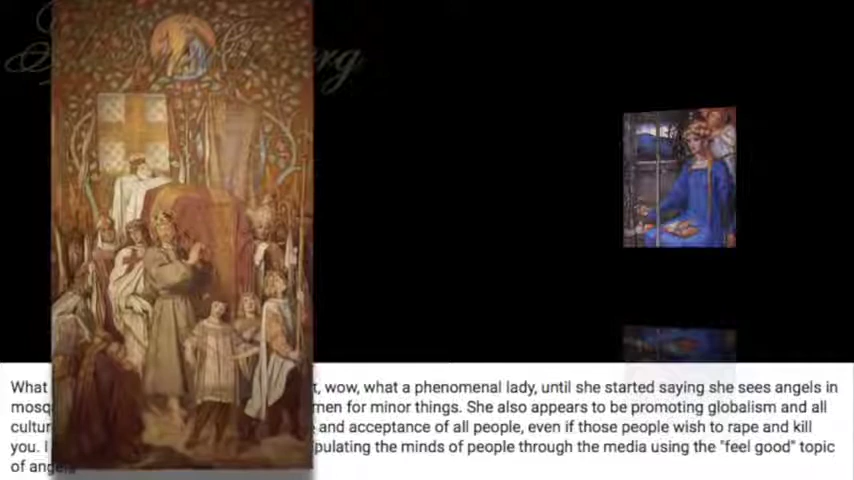 What
t, wow, what a phenomenal lady, until she started saying she sees angels in
mosq
men for minor things. She also appears to be promoting globalism and all
cultur
and acceptance of all people, even if those people wish to rape and kill
you. I
pulating the minds of people through the media using the "feel good" topic
of angels